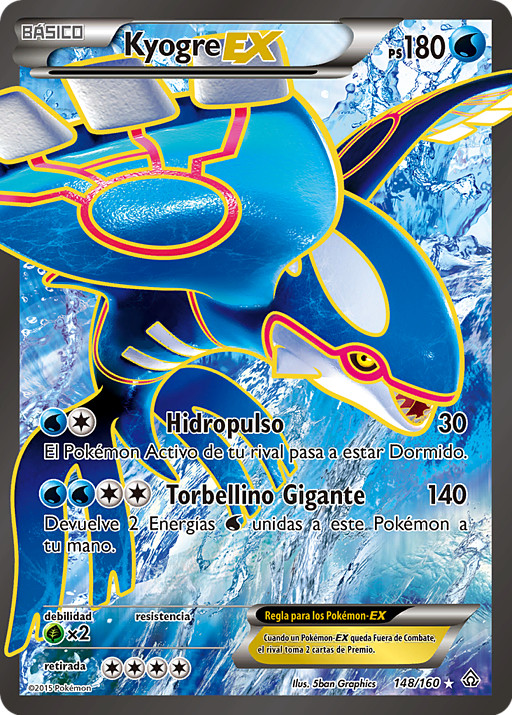 BÁSICO
Kyogre EX
PS180
Hidropulso 30
El Pokémon Activo de tu rival pasa a estar Dormido.
Torbellino Gigante 140
Devuelve 2 Energías unidas a este Pokémon a
tu mano.
debilidad resistencia
×2
Regla para los Pokémon-EX
Cuando un Pokémon-EX queda Fuera de Combate,
el rival toma 2 cartas de Premio.
retirada
©2015 Pokémon
Ilus. 5ban Graphics
148/160